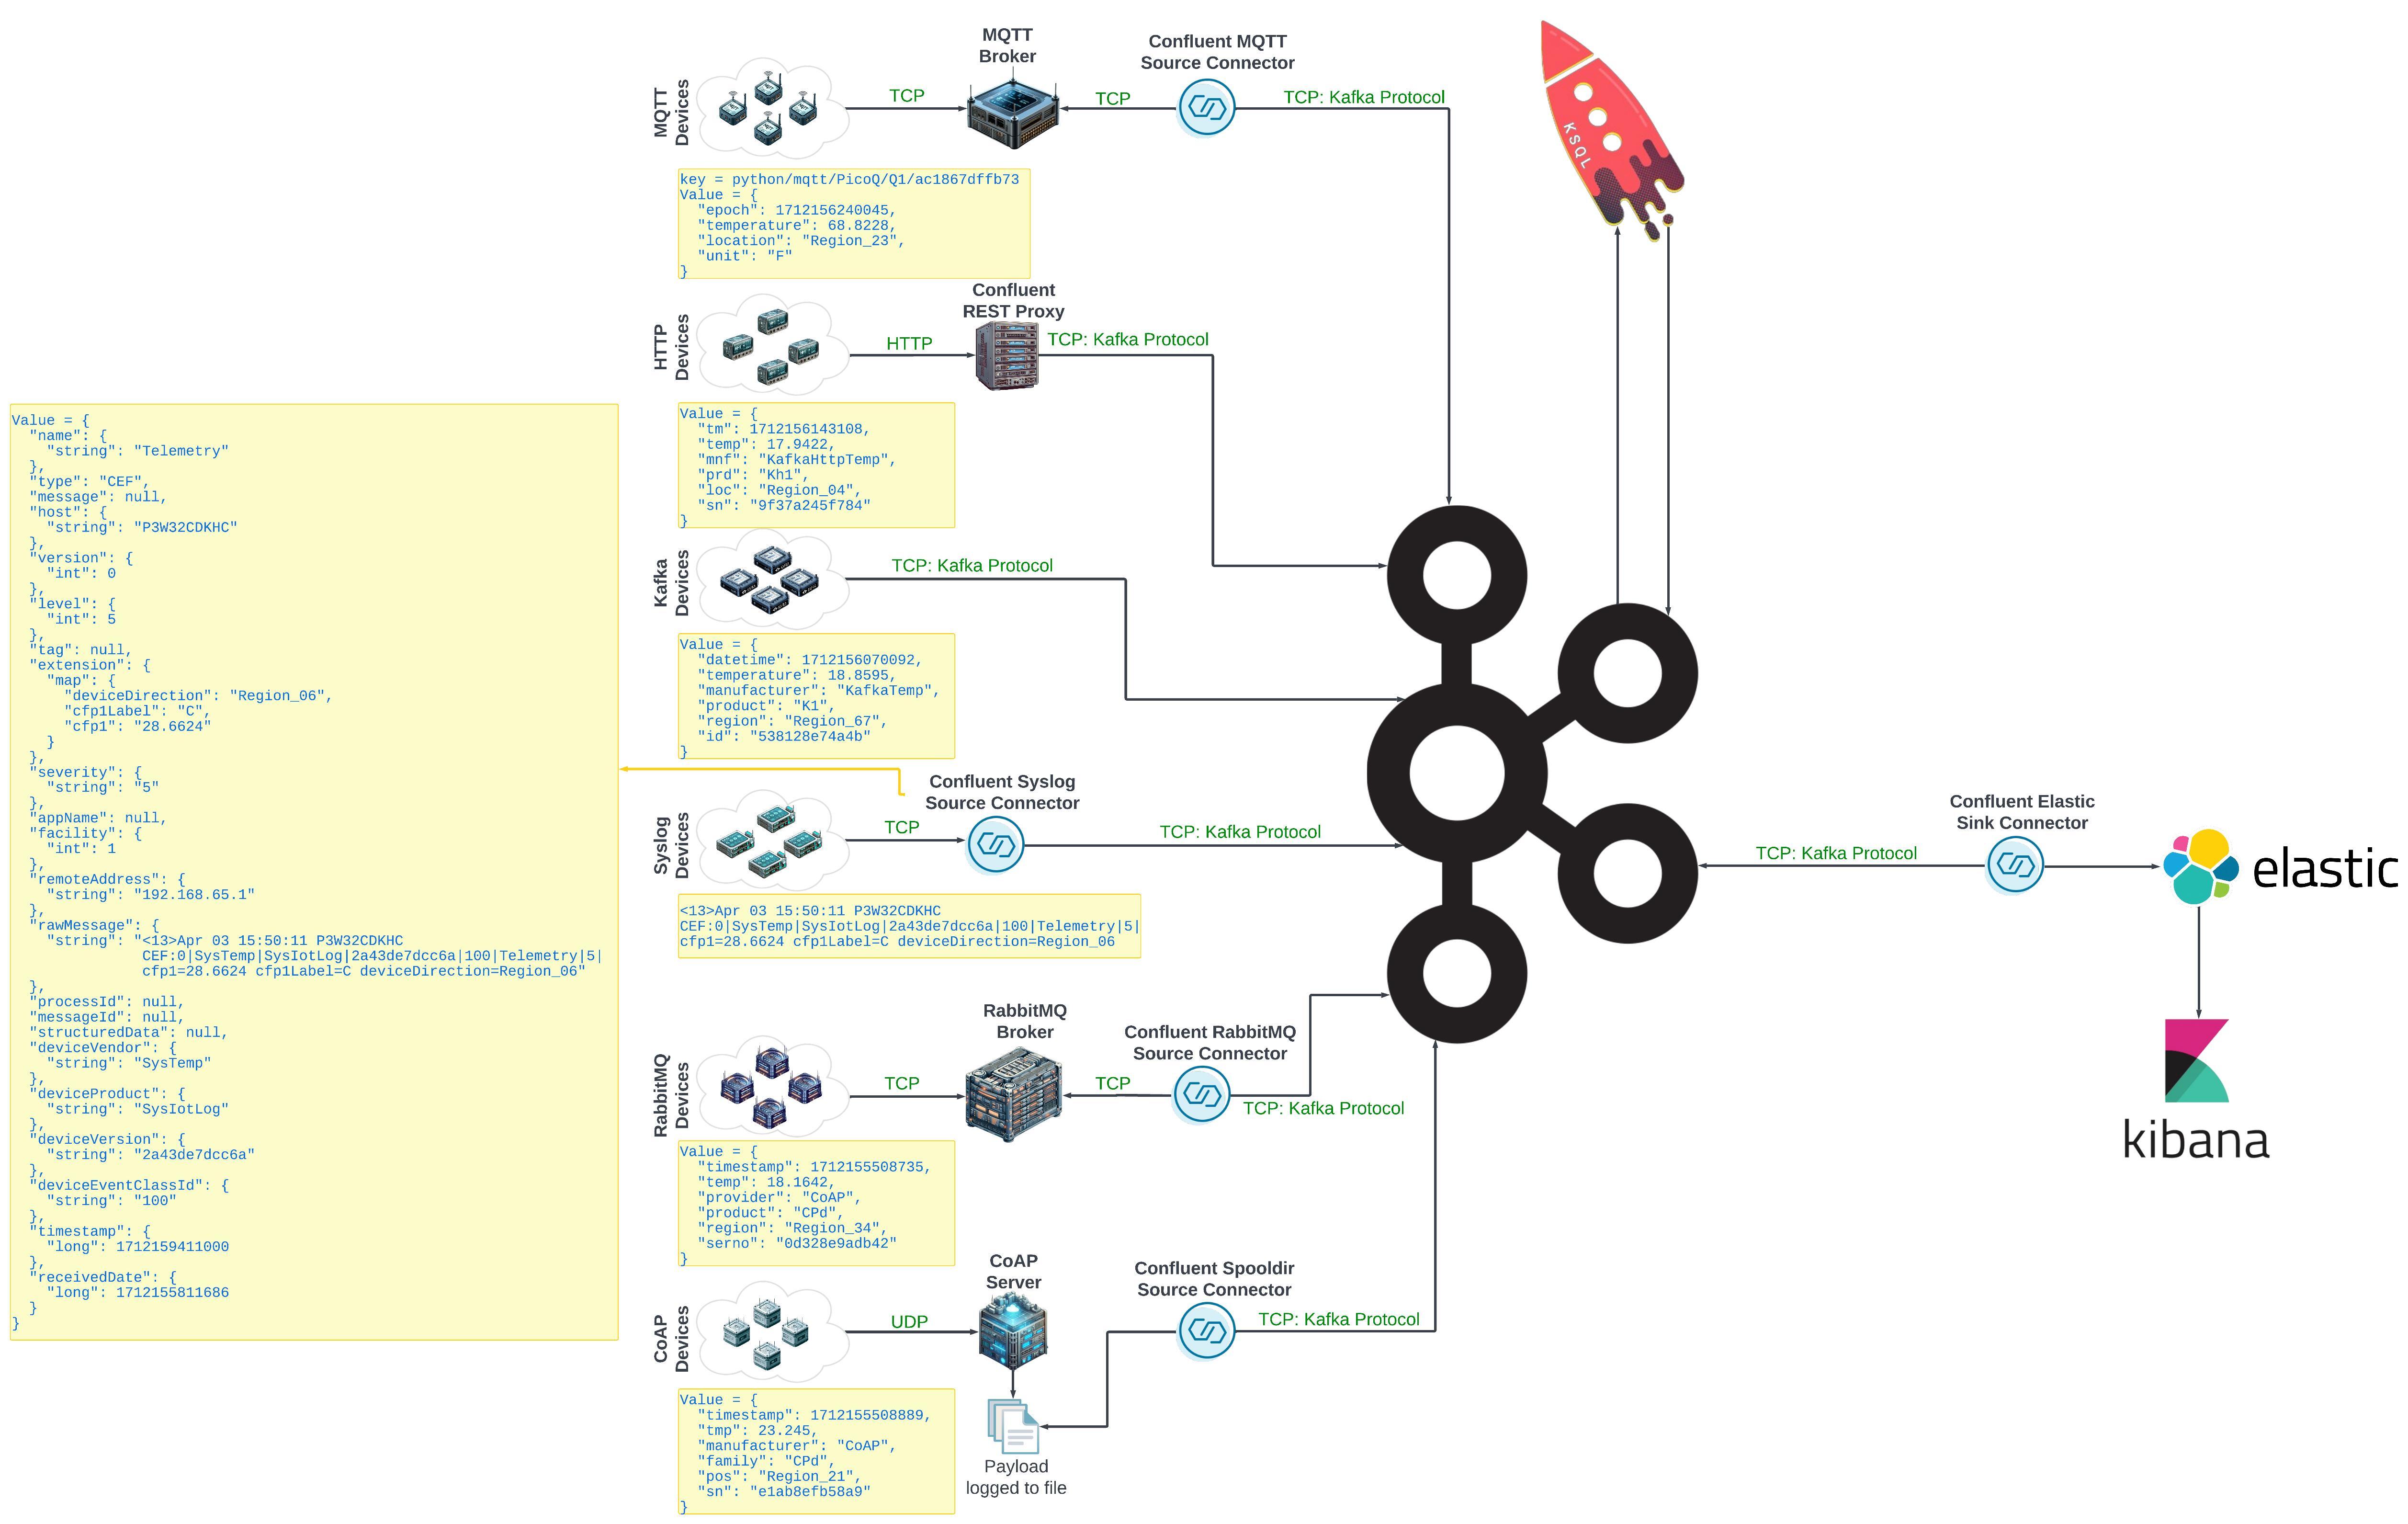 MQTT
Broker
Confluent MQTT
Source Connector
MQTT
Devices
TCP
TCP
TCP: Kafka Protocol
KSQL
key = python/mqtt/PicoQ/Q1/ac1867dffb73
Value = {
"epoch": 1712156240045,
"temperature": 68.8228,
"location": "Region_23",
"unit": "F"
}
Confluent
REST Proxy
HTTP
Devices
HTTP
TCP: Kafka Protocol
Value = {
"tm": 1712156143108,
"temp": 17.9422,
"mnf": "KafkaHttpTemp",
"prd": "Kh1",
"loc": "Region_04",
"sn": "9f37a245f784"
}
Kafka
Devices
TCP: Kafka Protocol
Value = {
"datetime": 1712156070092,
"temperature": 18.8595,
"manufacturer": "KafkaTemp",
"product": "K1",
"region": "Region_67",
"id": "538128e74a4b"
}
Value = {
"name": {
"string": "Telemetry"
},
"type": "CEF",
"message": null,
"host": {
"string": "P3W32CDKHC"
},
"version": {
"int": 0
},
"level": {
"int": 5
},
"tag": null,
"extension": {
"map": {
"deviceDirection": "Region_06",
"cfp1Label": "C",
"cfp1": "28.6624"
}
},
"severity": {
"string": "5"
},
"appName": null,
"facility": {
"int": 1
},
"remoteAddress": {
"string": "192.168.65.1"
},
"rawMessage": {
"string": "<13>Apr 03 15:50:11 P3W32CDKHC
CEF:0|SysTemp|SysIotLog|2a43de7dcc6a|100|Telemetry|5|
cfp1=28.6624 cfp1Label=C deviceDirection=Region_06"
},
"processId": null,
"messageId": null,
"structuredData": null,
"deviceVendor": {
"string": "SysTemp"
},
"deviceProduct": {
"string": "SysIotLog"
},
"deviceVersion": {
"string": "2a43de7dcc6a"
},
"deviceEventClassId": {
"string": "100"
},
"timestamp": {
"long": 1712159411000
},
"receivedDate": {
"long": 1712155811686
}
}
Confluent Syslog
Source Connector
Syslog
Devices
TCP
TCP: Kafka Protocol
<13>Apr 03 15:50:11 P3W32CDKHC
CEF:0|SysTemp|SysIotLog|2a43de7dcc6a|100|Telemetry|5|
cfp1=28.6624 cfp1Label=C deviceDirection=Region_06
Confluent Elastic
Sink Connector
TCP: Kafka Protocol
elastic
kibana
RabbitMQ
Broker
Confluent RabbitMQ
Source Connector
RabbitMQ
Devices
TCP
TCP
TCP: Kafka Protocol
Value = {
"timestamp": 1712155508735,
"temp": 18.1642,
"provider": "CoAP",
"product": "CPd",
"region": "Region_34",
"serno": "0d328e9adb42"
}
CoAP
Server
Confluent Spooldir
Source Connector
CoAP
Devices
UDP
TCP: Kafka Protocol
Value = {
"timestamp": 1712155508889,
"tmp": 23.245,
"manufacturer": "CoAP",
"family": "CPd",
"pos": "Region_21",
"sn": "e1ab8efb58a9"
}
Payload
logged to file